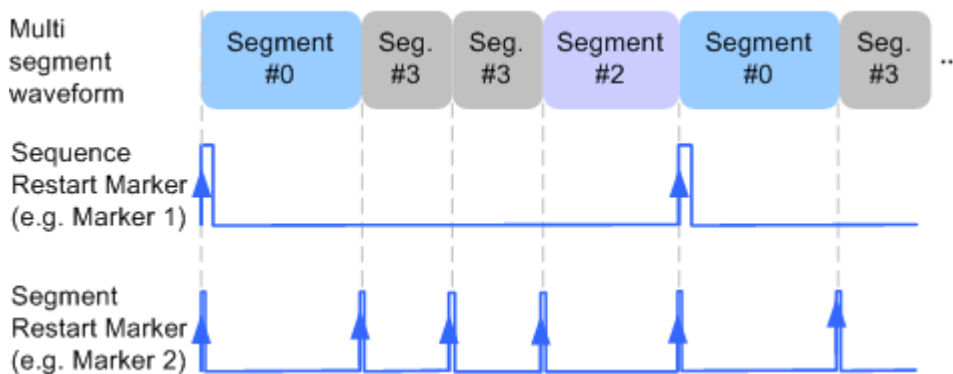 Multi
segment
waveform
Segment
#0
Seg.
#3
Seg.
#3
Segment
#2
Segment
#0
Seg.
#3
..
Sequence
Restart Marker
(e.g. Marker 1)
Segment
Restart Marker
(e.g. Marker 2)